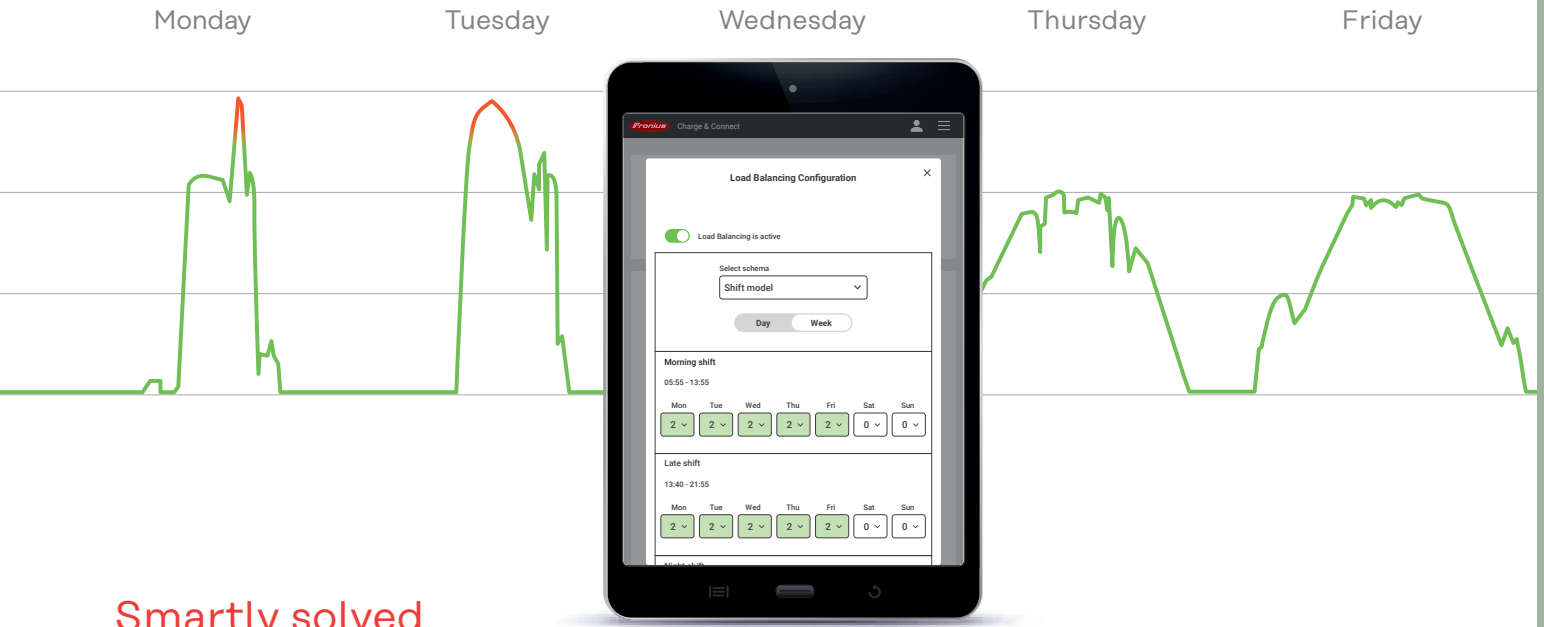 Monday Tuesday Wednesday Thursday Friday
Fronius Charge & Connect
Load Balancing Configuration
Load Balancing is active
Select schema
Shift model
Day Week
Morning shift
05:55 - 13:55
Mon Tue Wed Thu Fri Sat Sun
2 2 2 2 2 0 0
Late shift
13:40 - 21:55
Mon Tue Wed Thu Fri Sat Sun
2 2 2 2 2 0 0
Night shift
Smartly solved